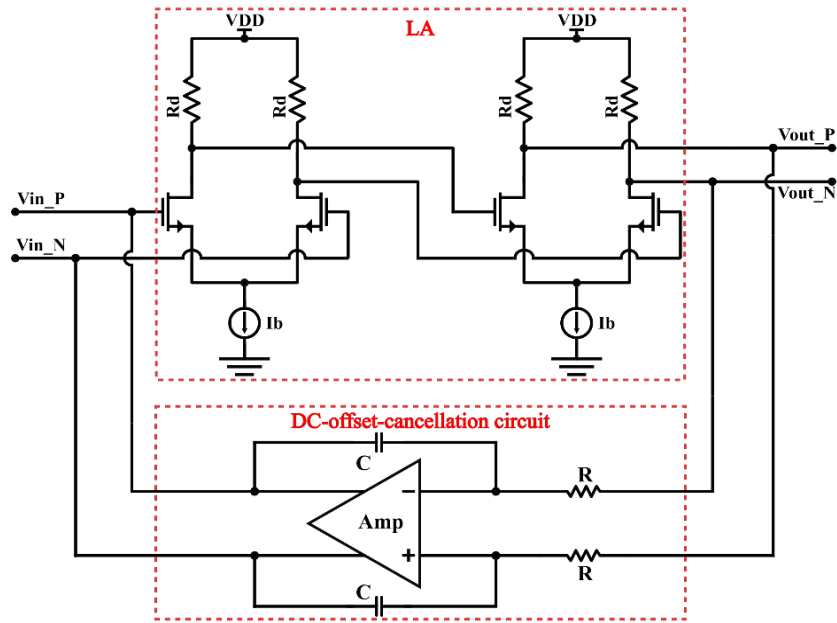 LA
VDD
VDD
Rd
Rd
Rd
Rd
Vout_P
Vin_P
Vout_N
Vin_N
Ib
Ib
DC-offset-cancellation circuit
C
R
−
Amp
+
C
R